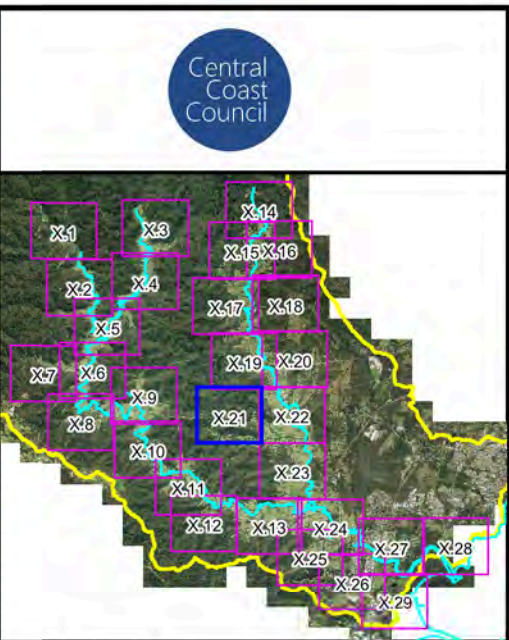 Central
Coast
Council
X.14
X.1
X.3
X.15
X.16
X.2
X.4
X.17
X.18
X.5
X.19
X.20
X.7
X.6
X.9
X.21
X.22
X.8
X.10
X.23
X.11
X.12
X.13
X.24
X.27
X.28
X.25
X.26
X.29